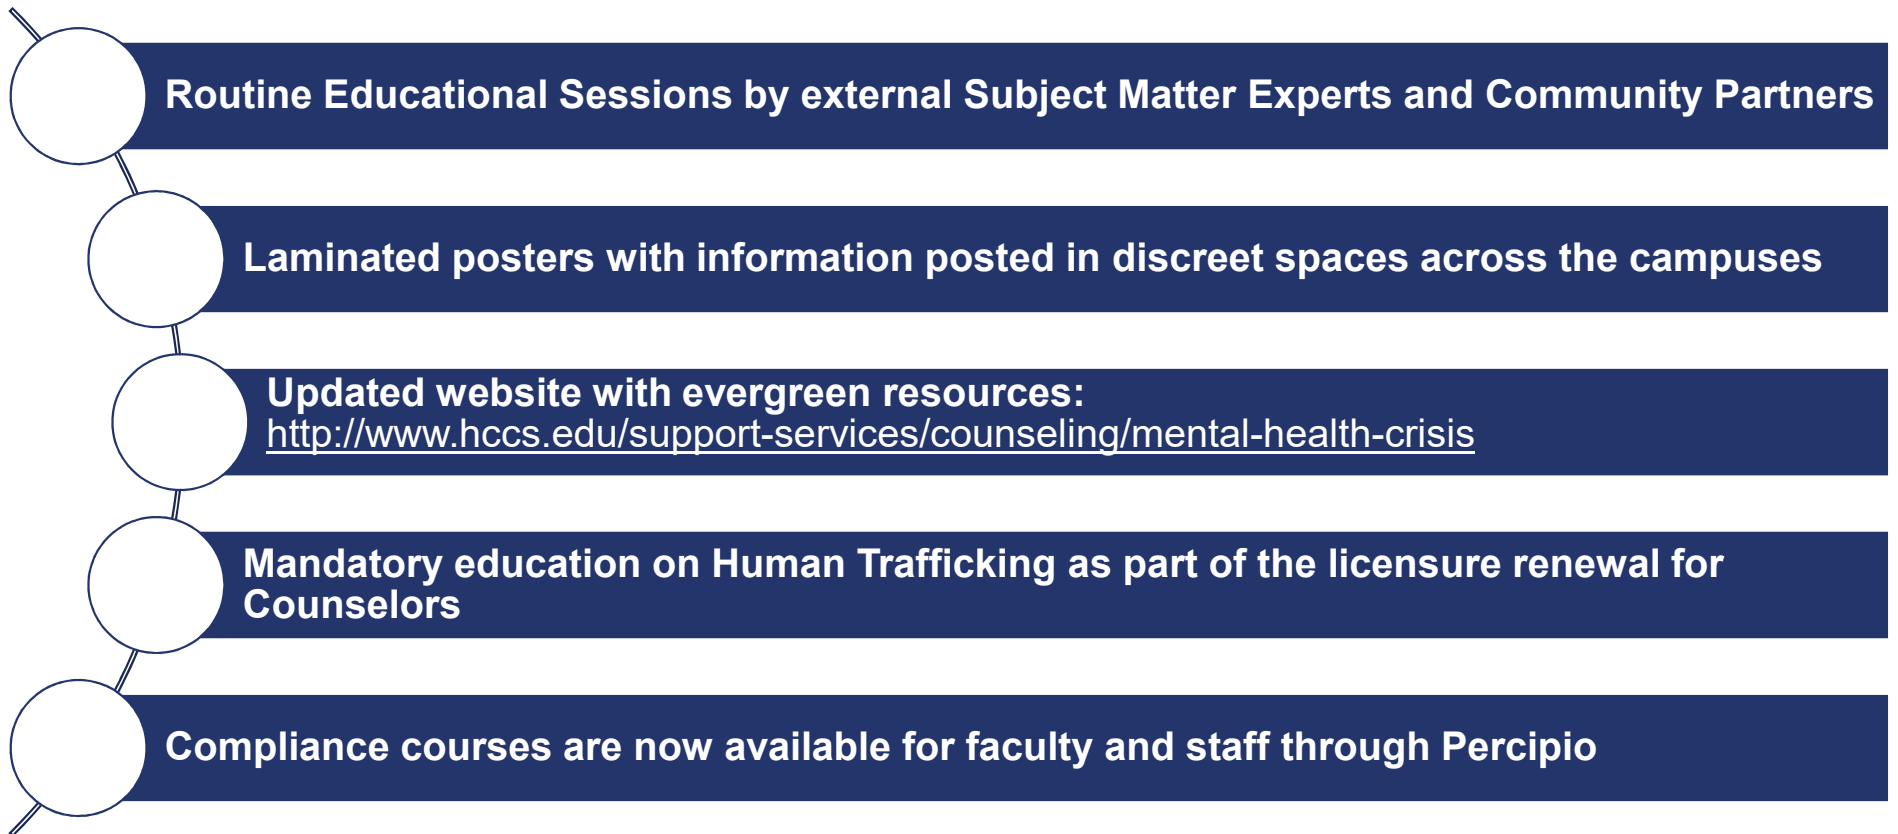 Routine Educational Sessions by external Subject Matter Experts and Community Partners
Laminated posters with information posted in discreet spaces across the campuses
Updated website with evergreen resources:
http://www.hccs.edu/support-services/counseling/mental-health-crisis
Mandatory education on Human Trafficking as part of the licensure renewal for
Counselors
Compliance courses are now available for faculty and staff through Percipio